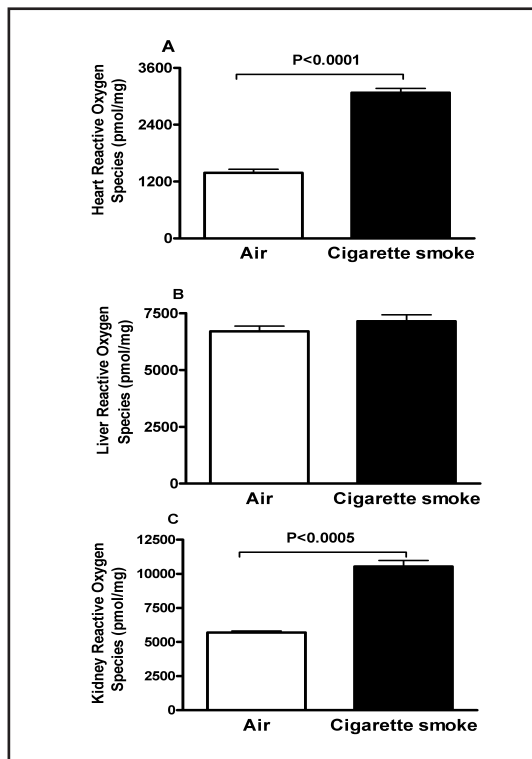 A
P<0.0001
Heart Reactive Oxygen
Species (pmol/mg)
3600
2400
1200
0
Air
Cigarette smoke
B
Liver Reactive Oxygen
Species (pmol/mg)
7500
5000
2500
0
Air
Cigarette smoke
C
P<0.0005
Kidney Reactive Oxygen
Species (pmol/mg)
12500
10000
7500
5000
2500
0
Air
Cigarette smoke